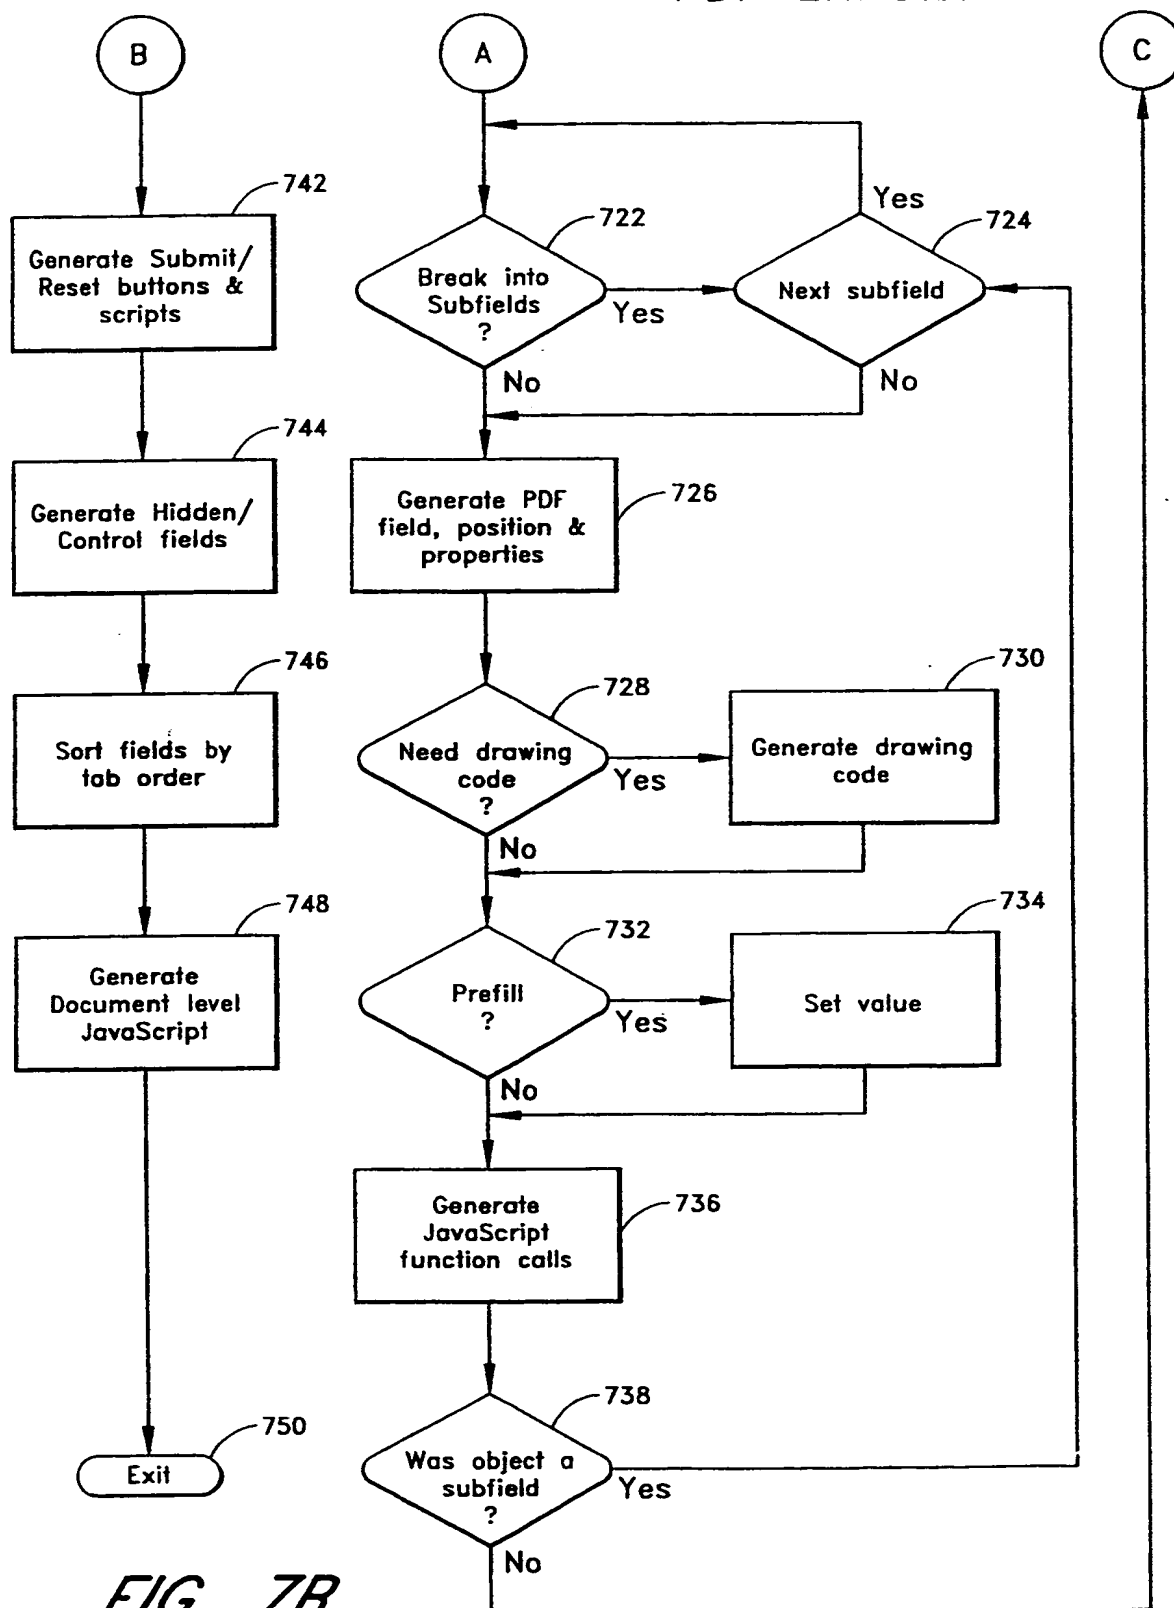 B
A
C
742
Generate Submit/
Reset buttons &
scripts
722
Break into
Subfields
?
Yes
No
Yes
724
Next subfield
No
744
Generate Hidden/
Control fields
Generate PDF
field, position &
properties
726
746
Sort fields by
tab order
728
Need drawing
code
?
Yes
No
730
Generate drawing
code
748
Generate
Document level
JavaScript
732
Prefill
?
Yes
No
734
Set value
Generate
JavaScript
function calls
736
738
Was object a
subfield
?
Yes
No
750
Exit
FIG. 7B